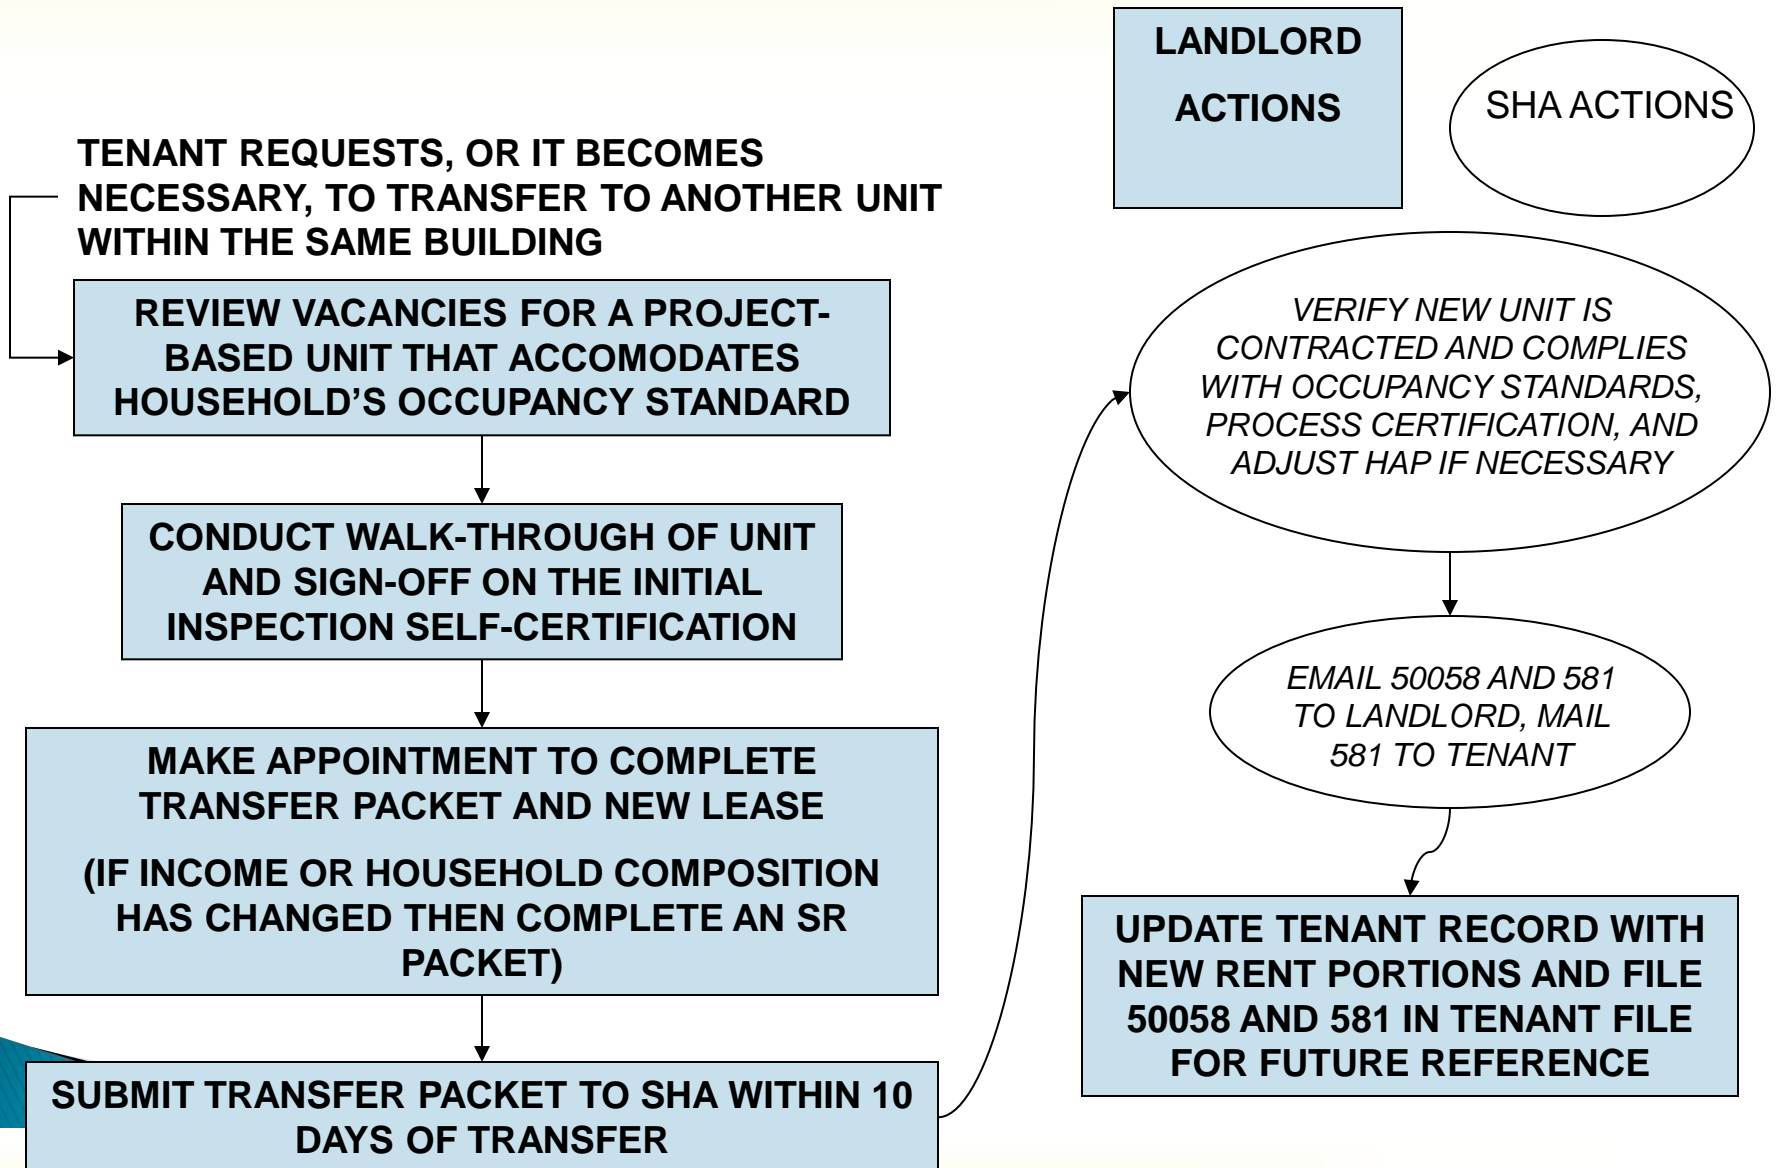 LANDLORD
ACTIONS
SHA ACTIONS
TENANT REQUESTS, OR IT BECOMES
NECESSARY, TO TRANSFER TO ANOTHER UNIT
WITHIN THE SAME BUILDING
REVIEW VACANCIES FOR A PROJECT-
BASED UNIT THAT ACCOMODATES
HOUSEHOLD’S OCCUPANCY STANDARD
CONDUCT WALK-THROUGH OF UNIT
AND SIGN-OFF ON THE INITIAL
INSPECTION SELF-CERTIFICATION
MAKE APPOINTMENT TO COMPLETE
TRANSFER PACKET AND NEW LEASE
(IF INCOME OR HOUSEHOLD COMPOSITION
HAS CHANGED THEN COMPLETE AN SR
PACKET)
SUBMIT TRANSFER PACKET TO SHA WITHIN 10
DAYS OF TRANSFER
VERIFY NEW UNIT IS
CONTRACTED AND COMPLIES
WITH OCCUPANCY STANDARDS,
PROCESS CERTIFICATION, AND
ADJUST HAP IF NECESSARY
EMAIL 50058 AND 581
TO LANDLORD, MAIL
581 TO TENANT
UPDATE TENANT RECORD WITH
NEW RENT PORTIONS AND FILE
50058 AND 581 IN TENANT FILE
FOR FUTURE REFERENCE